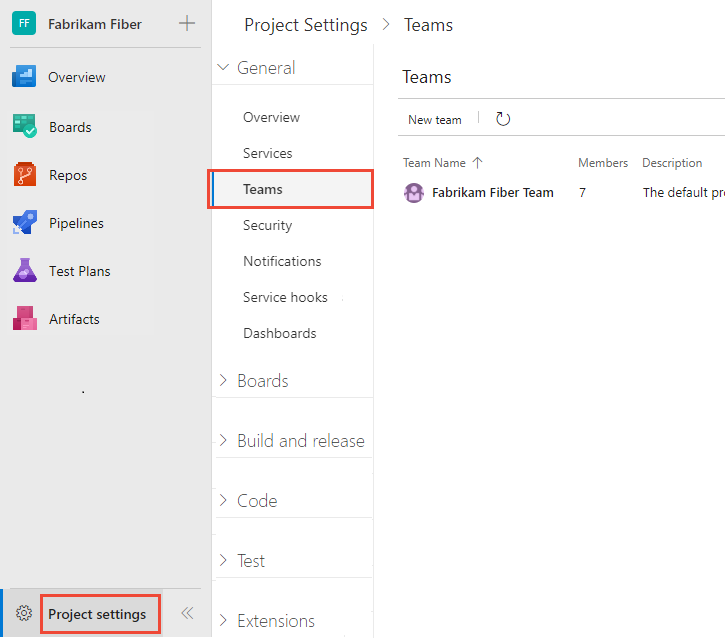 FF Fabrikam Fiber
Overview
Boards
Repos
Pipelines
Test Plans
Artifacts
Project settings
Project Settings > Teams
General
Overview
Services
Teams
Security
Notifications
Service hooks
Dashboards
Boards
Build and release
Code
Test
Extensions
Teams
New team
Team Name ↑ Members Description
Fabrikam Fiber Team 7 The default pr